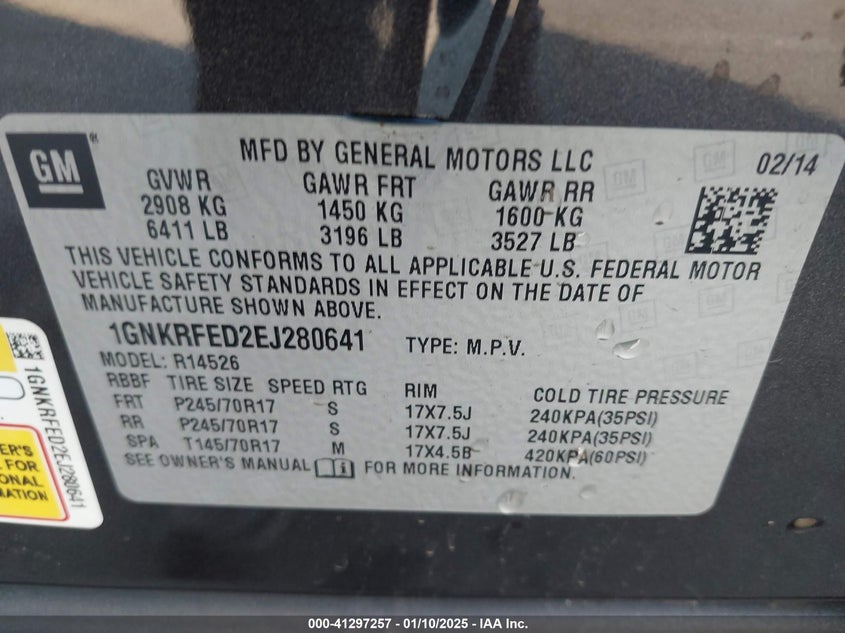 GM
MFD BY GENERAL MOTORS LLC 02/14
GVWR GAWR FRT GAWR RR
2908 KG 1450 KG 1600 KG
6411 LB 3196 LB 3527 LB
THIS VEHICLE CONFORMS TO ALL APPLICABLE U.S. FEDERAL MOTOR
VEHICLE SAFETY STANDARDS IN EFFECT ON THE DATE OF
MANUFACTURE SHOWN ABOVE.
1GNKRFED2EJ280641 TYPE: M.P.V.
MODEL: R14526
RBBF TIRE SIZE SPEED RTG RIM COLD TIRE PRESSURE
FRT P245/70R17 S 17X7.5J 240KPA(35PSI)
RR P245/70R17 S 17X7.5J 240KPA(35PSI)
SPA T145/70R17 M 17X4.5B 420KPA(60PSI)
SEE OWNER'S MANUAL FOR MORE INFORMATION.
1GNKRFED2EJ280641
ER'S
FOR
ONAL
MATION
000-41297257 - 01/10/2025 - IAA Inc.